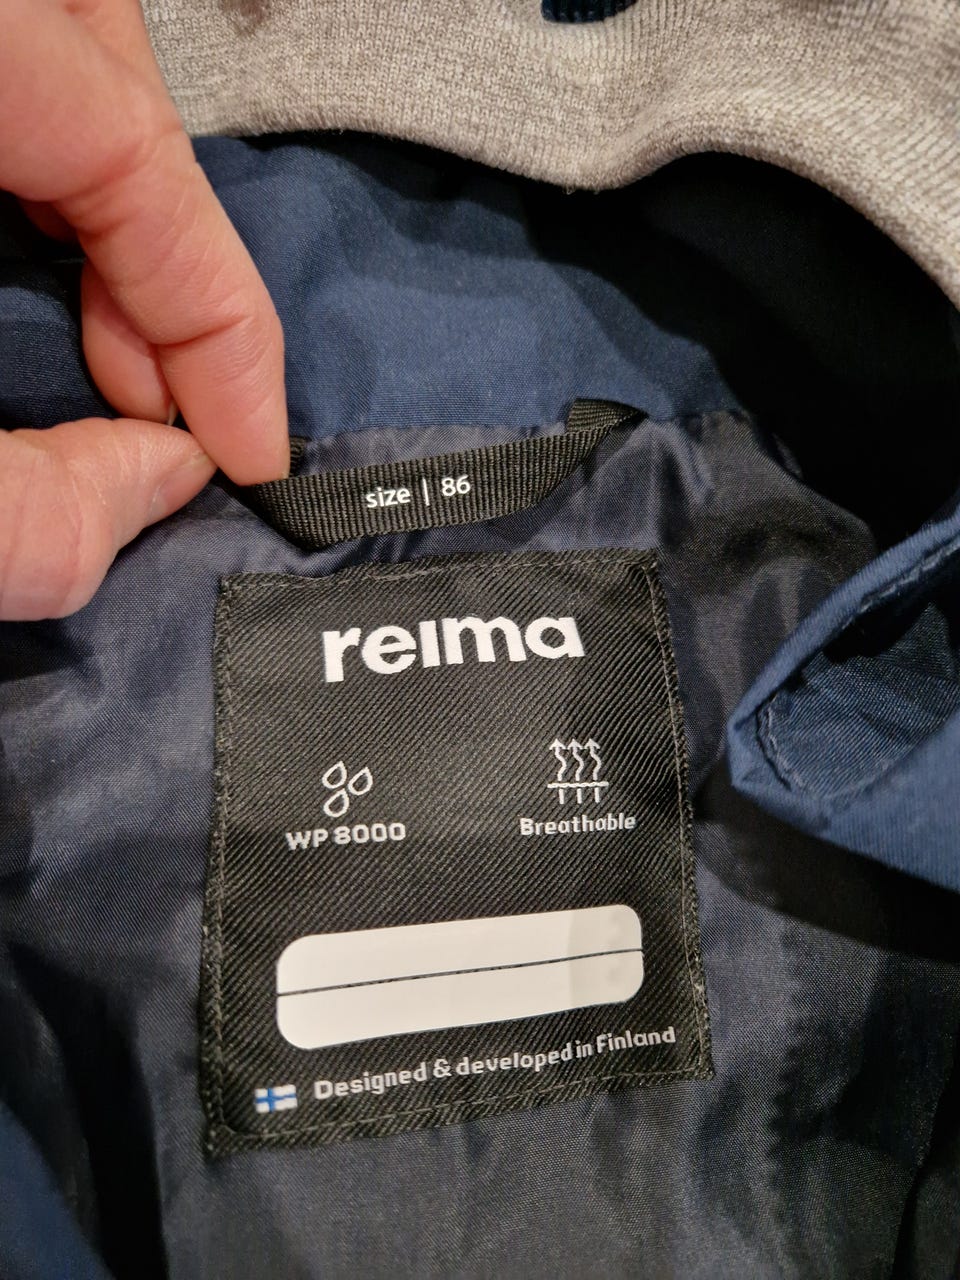 size | 86
reima
WP 8000
Breathable
Designed & developed in Finland